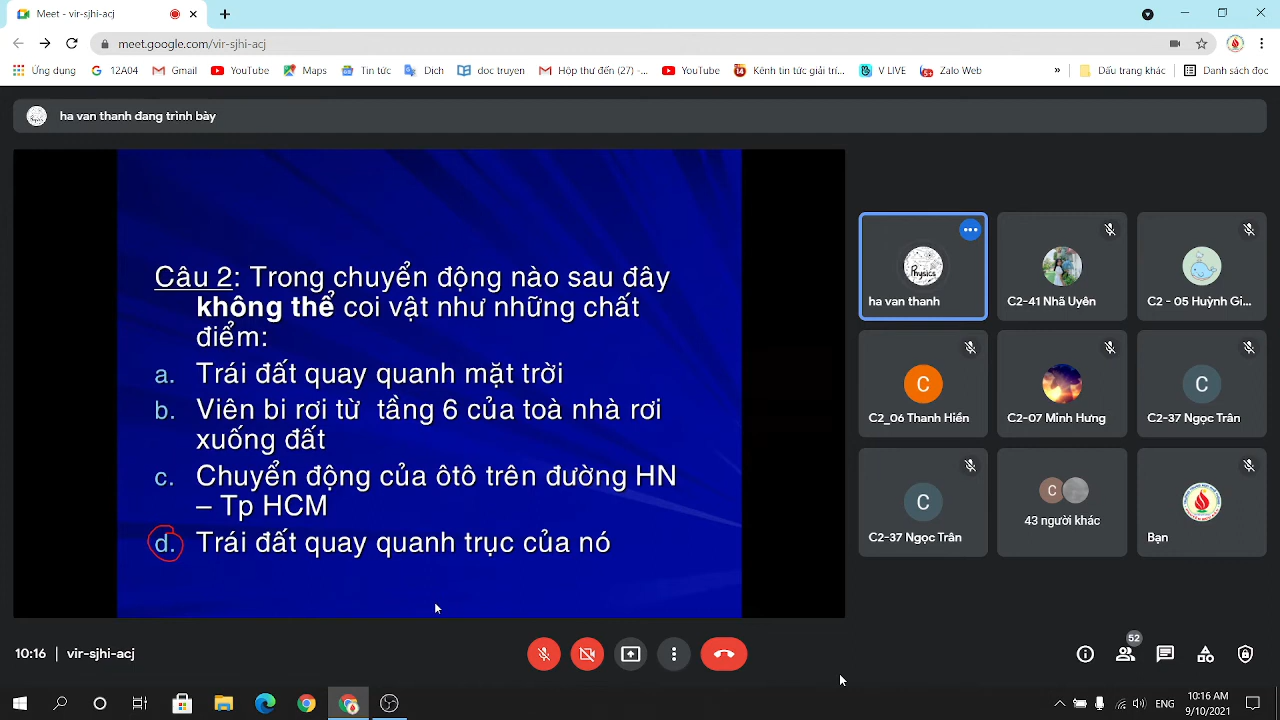 Meet - vir-sjhi-acj
meet.google.com/vir-sjhi-acj
Ứng dung G 12A04 Gmail YouTube Maps Tin tức Dich doc truyen Hôp thư đến (27) -... YouTube Kênh tin tức giải trí... V LIVE Zalo Web » Dấu trang khác Danh sách đọc
ha van thanh đang trình bày
Câu 2: Trong chuyển động nào sau đây
không thể coi vật như những chất
điểm:
a. Trái đất quay quanh mặt trời
b. Viên bi rơi từ tầng 6 của toà nhà rơi
xuống đất
c. Chuyển động của ôtô trên đường HN
– Tp HCM
d. Trái đất quay quanh trục của nó
Physics
ha van thanh
C2-41 Nhã Uyên
C2 - 05 Huỳnh Gi...
C
C2_06 Thanh Hiền
C2-07 Minh Hưng
C
C2-37 Ngọc Trân
C
C2-37 Ngọc Trân
C
43 người khác
Bạn
10:16 | vir-sjhi-acj
52
ENG
10:16 AM
9/10/2021